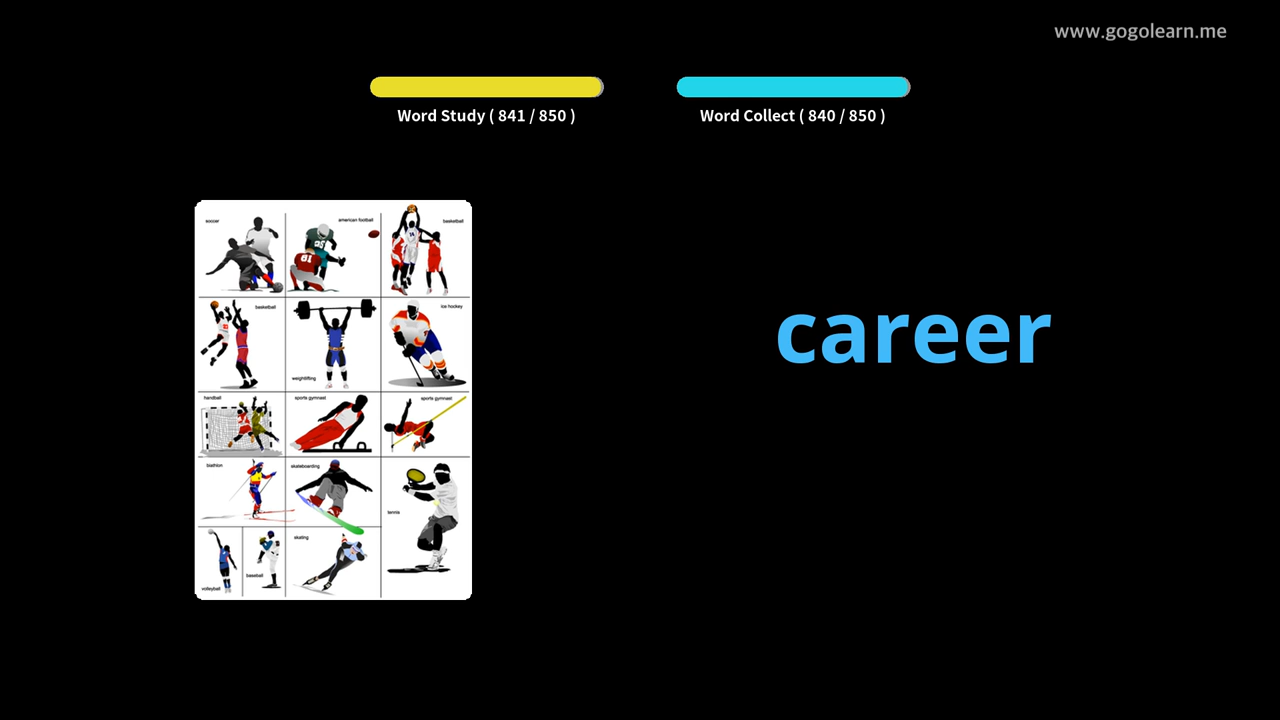 www.gogolearn.me
Word Study ( 841 / 850 )
Word Collect ( 840 / 850 )
soccer
american football
basketball
basketball
weightlifting
ice hockey
handball
sports gymnast
sports gymnast
biathlon
skateboarding
tennis
volleyball
baseball
skating
81
career